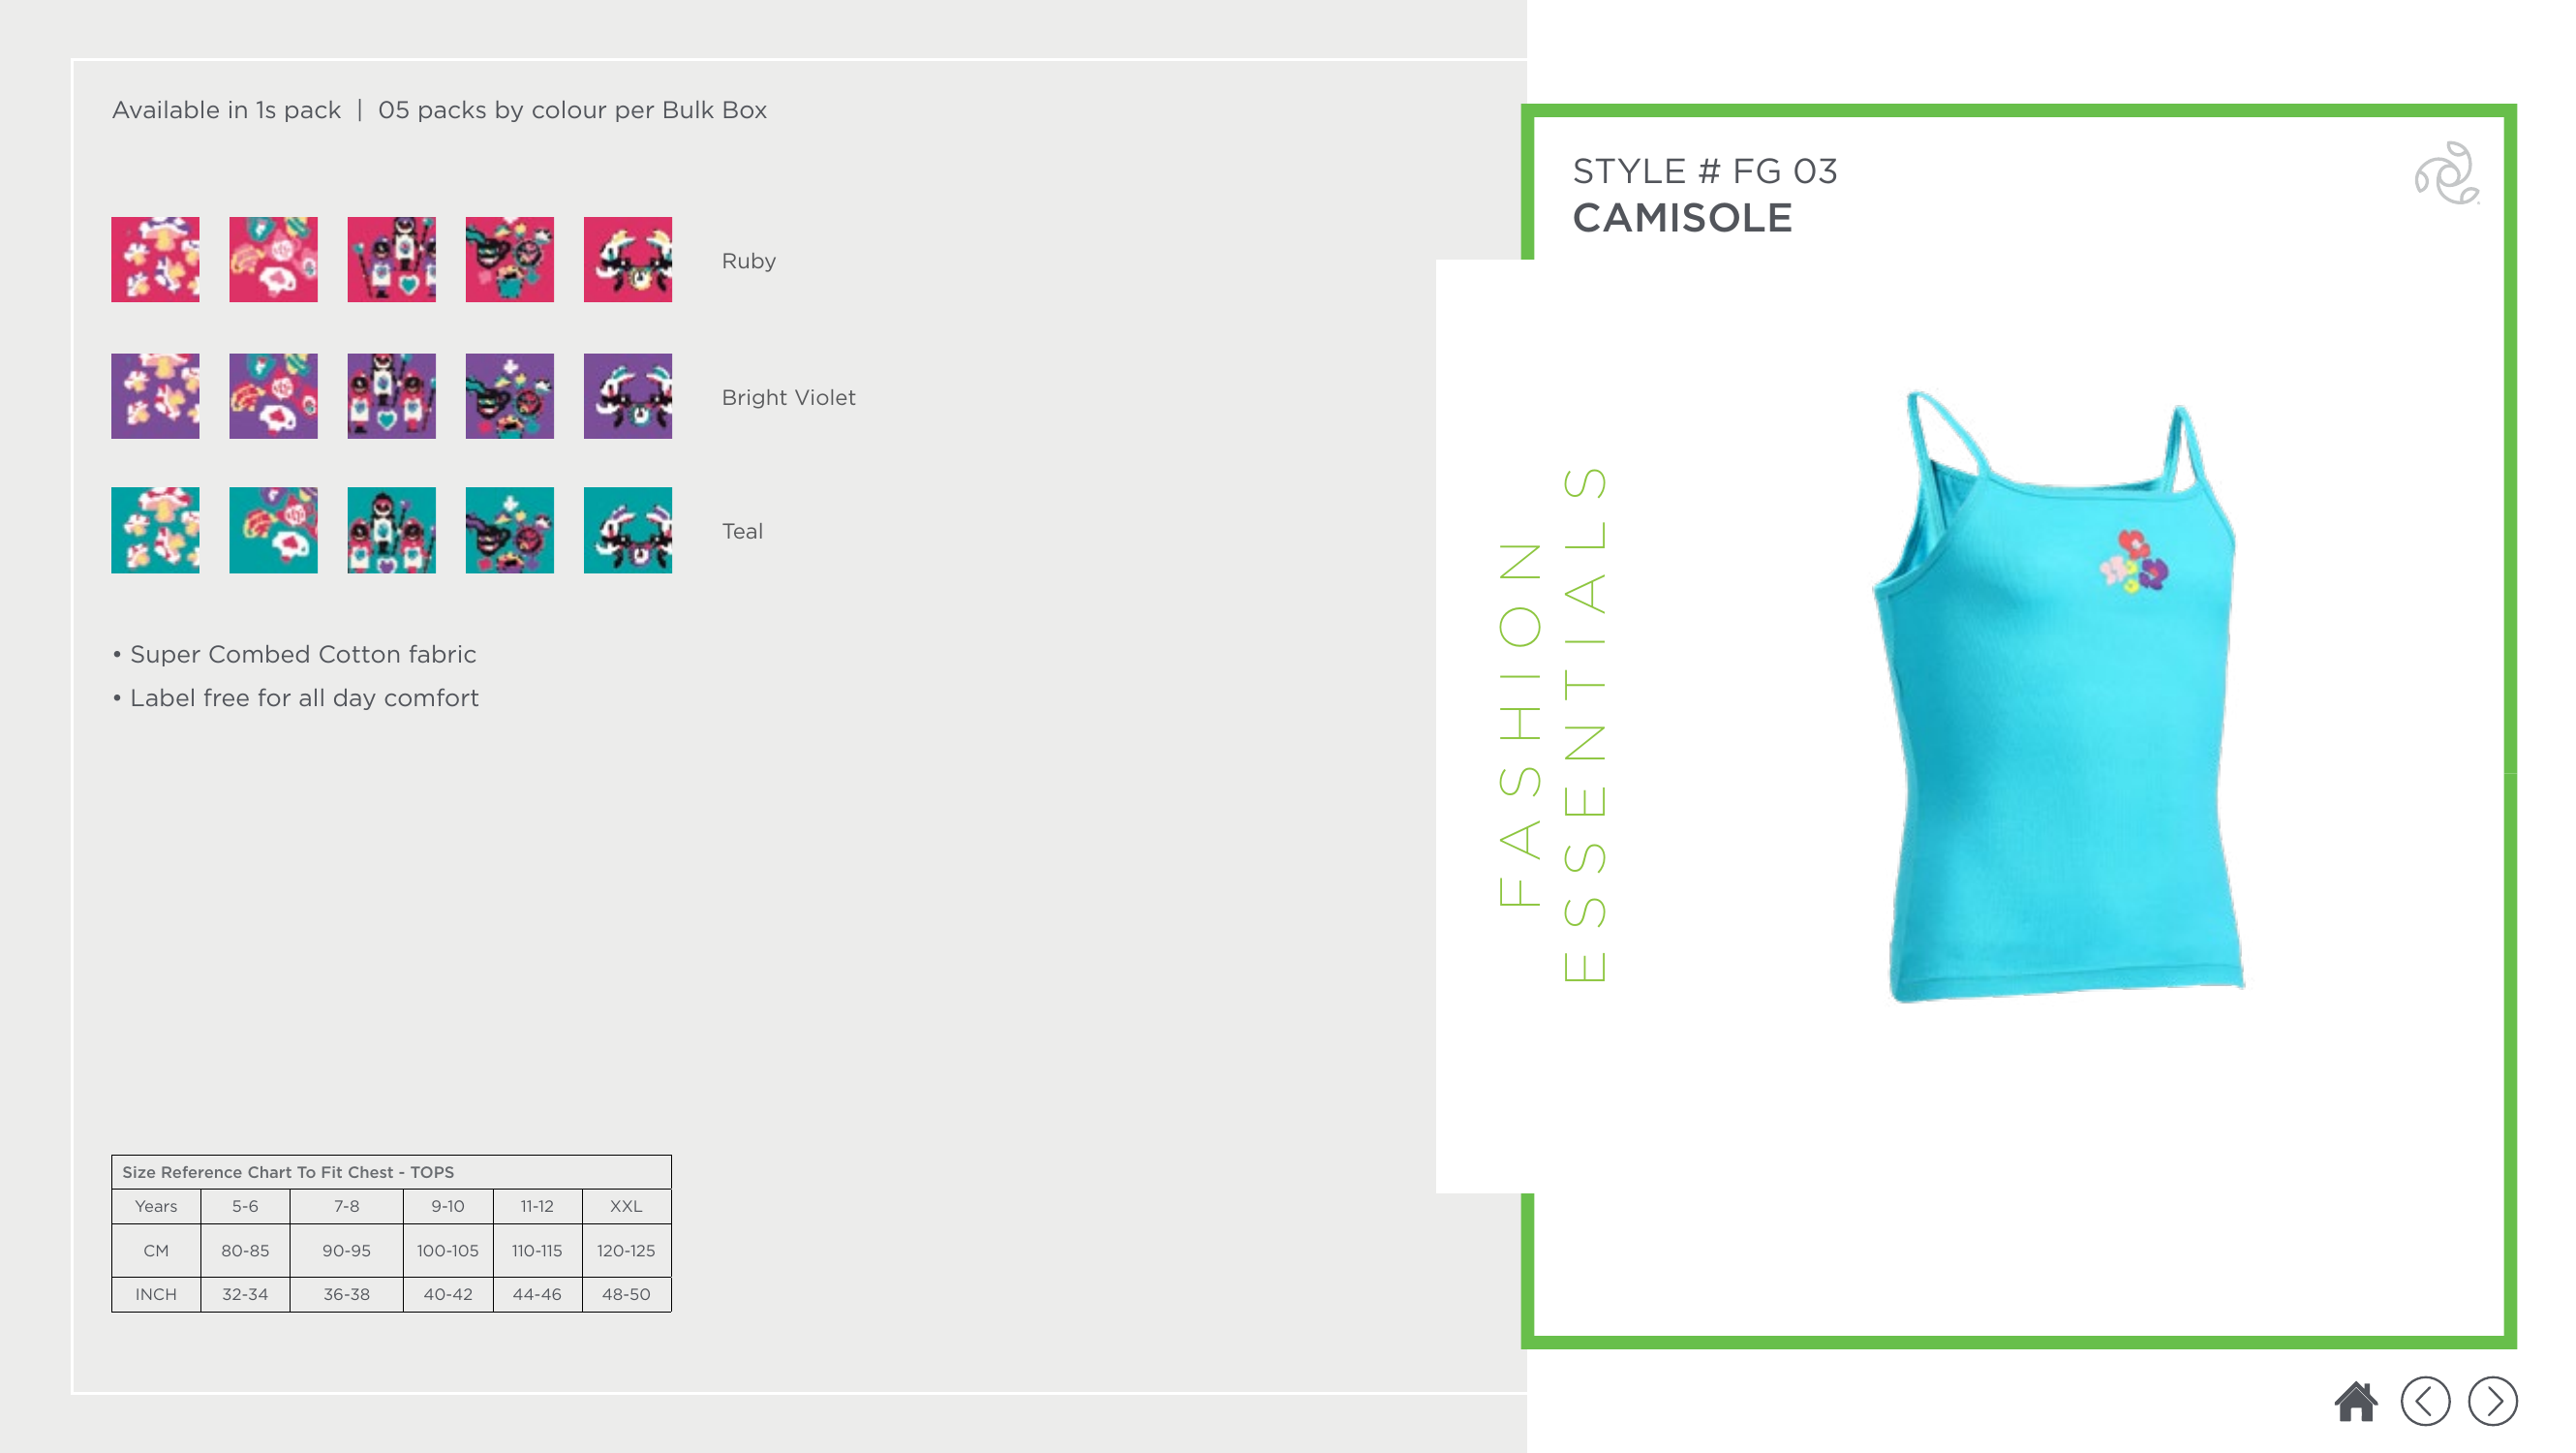 Available in 1s pack | 05 packs by colour per Bulk Box
Ruby
Bright Violet
Teal
• Super Combed Cotton fabric
• Label free for all day comfort
Size Reference Chart To Fit Chest - TOPS
Years 5-6 7-8 9-10 11-12 XXL
CM 80-85 90-95 100-105 110-115 120-125
INCH 32-34 36-38 40-42 44-46 48-50
STYLE # FG 03
CAMISOLE
FASHION
ESSENTIALS